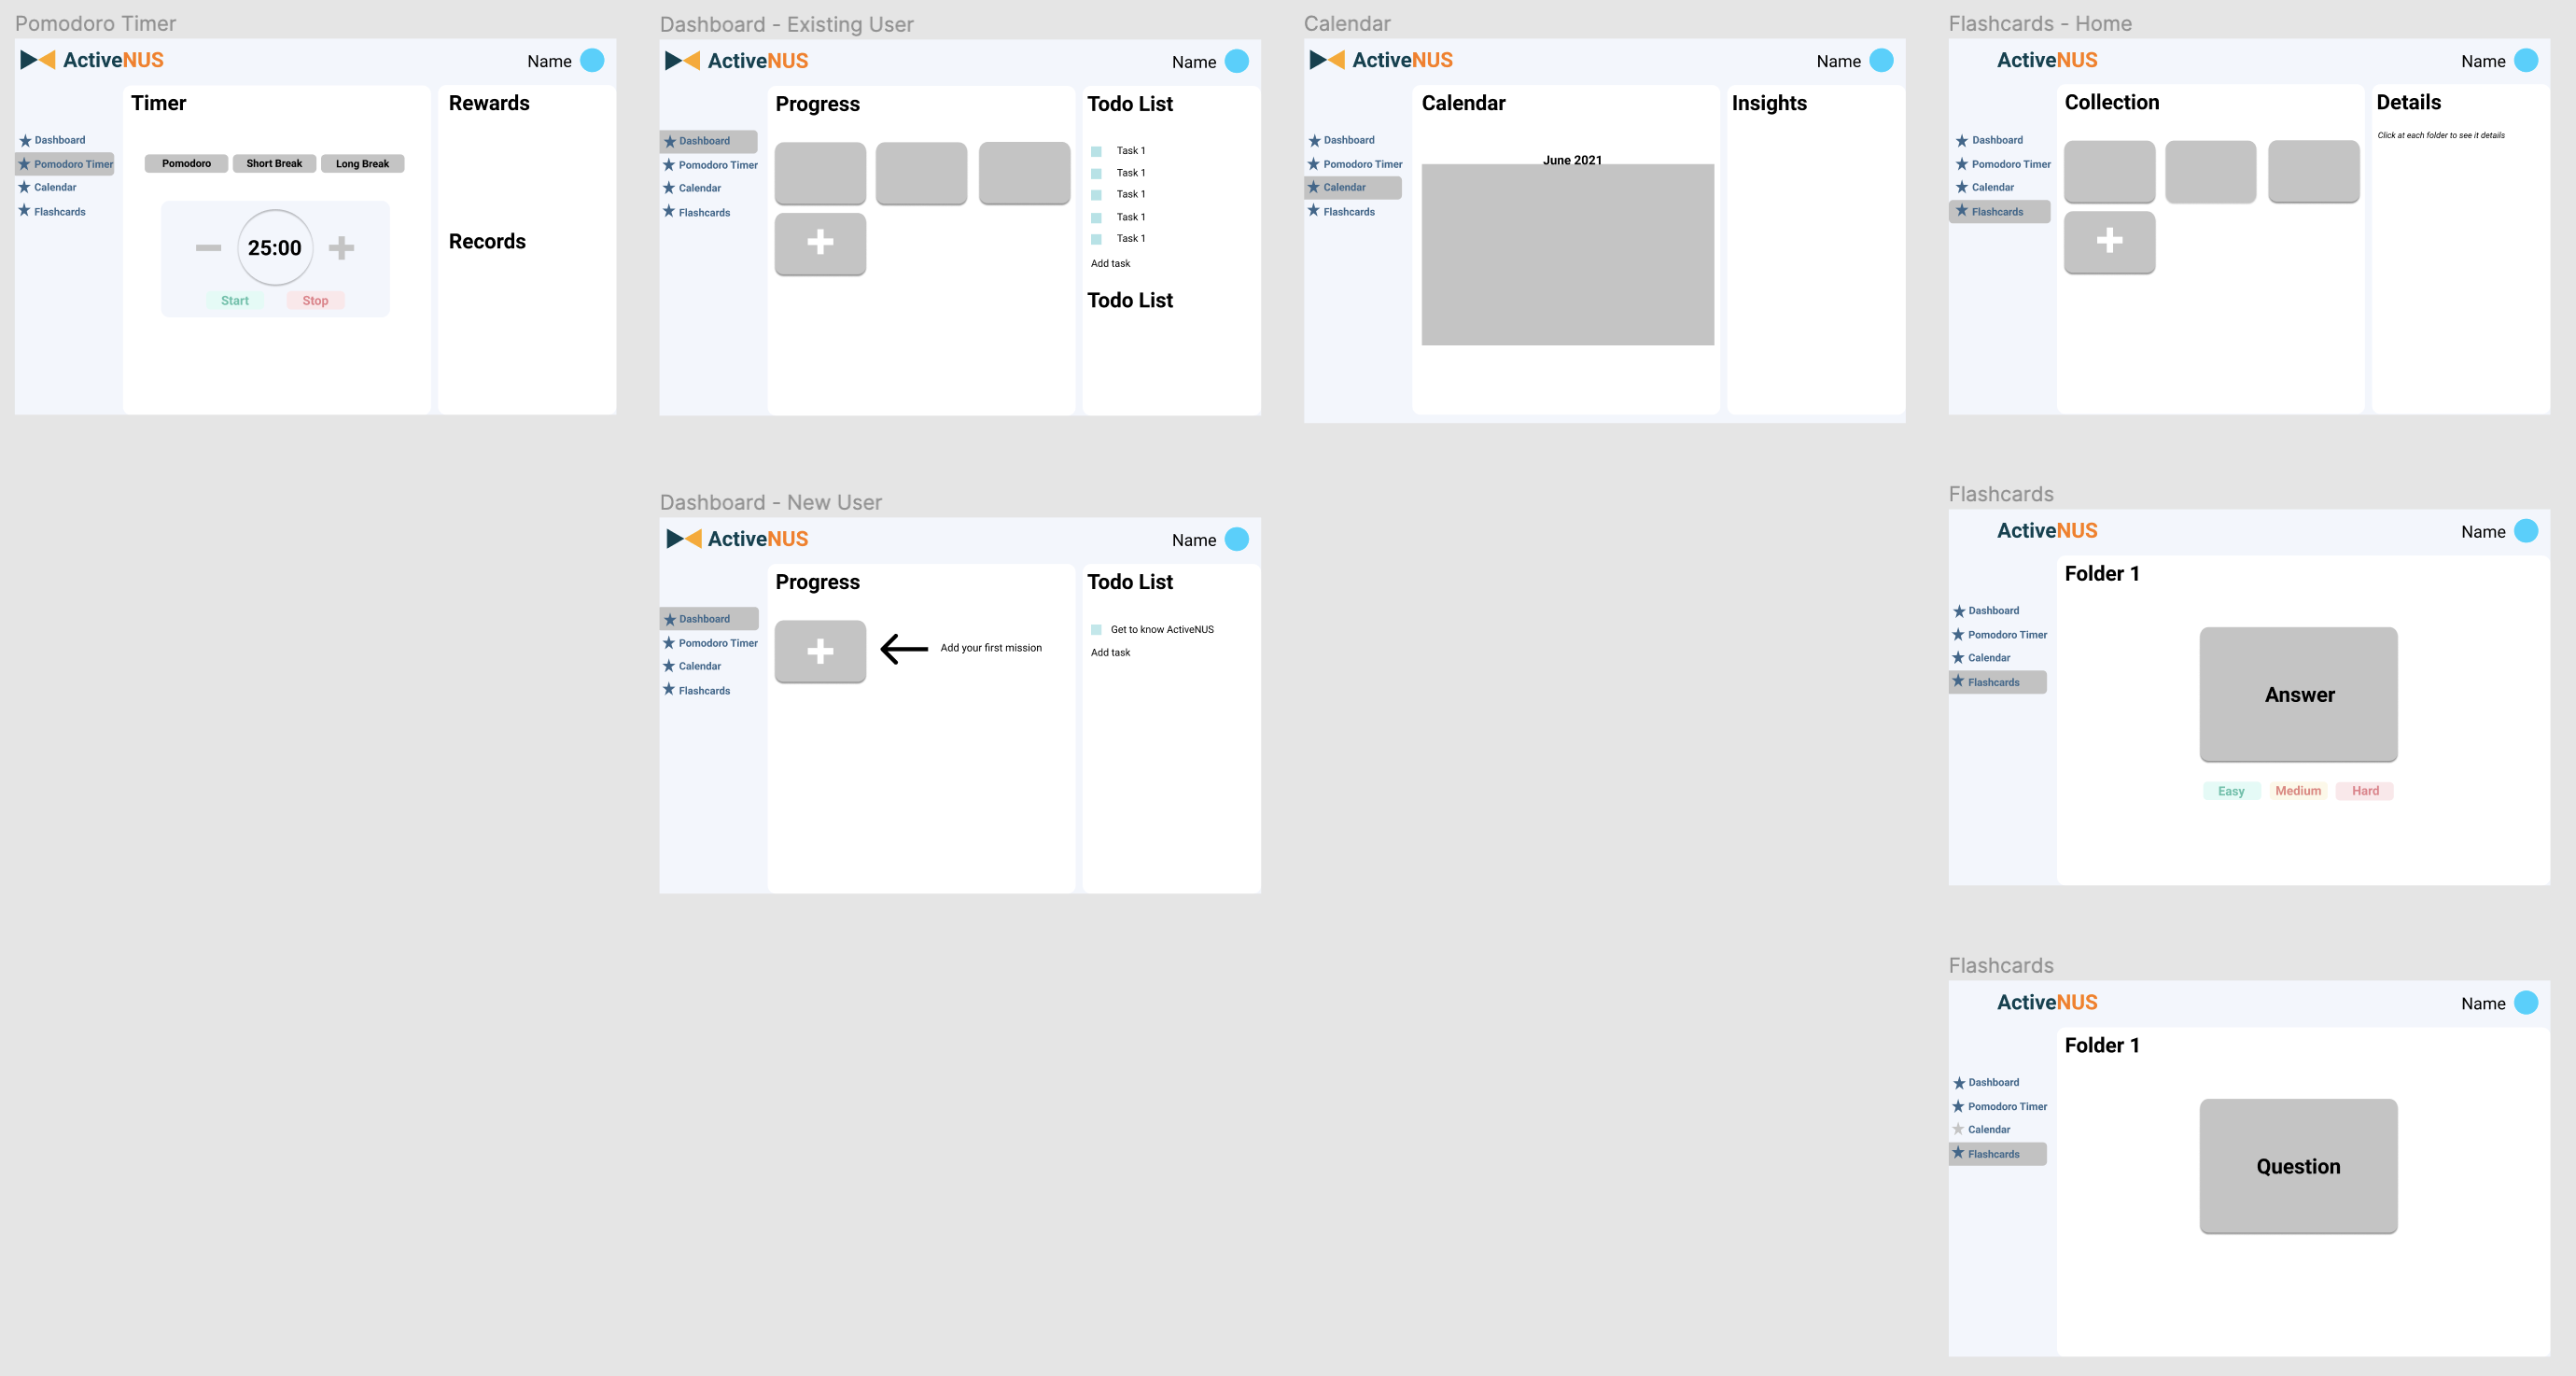 Pomodoro Timer
ActiveNUS
Name
Dashboard
Pomodoro Timer
Calendar
Flashcards
Timer
Pomodoro Short Break Long Break
25:00
Start Stop
Rewards
Records
Dashboard - Existing User
ActiveNUS
Name
Dashboard
Pomodoro Timer
Calendar
Flashcards
Progress
Todo List
Task 1
Task 1
Task 1
Task 1
Task 1
Add task
Todo List
Calendar
ActiveNUS
Name
Dashboard
Pomodoro Timer
Calendar
Flashcards
Calendar
June 2021
Insights
Flashcards - Home
ActiveNUS
Name
Dashboard
Pomodoro Timer
Calendar
Flashcards
Collection
Details
Click at each folder to see it details
Dashboard - New User
ActiveNUS
Name
Dashboard
Pomodoro Timer
Calendar
Flashcards
Progress
Add your first mission
Todo List
Get to know ActiveNUS
Add task
Flashcards
ActiveNUS
Name
Dashboard
Pomodoro Timer
Calendar
Flashcards
Folder 1
Answer
Easy Medium Hard
Flashcards
ActiveNUS
Name
Dashboard
Pomodoro Timer
Calendar
Flashcards
Folder 1
Question